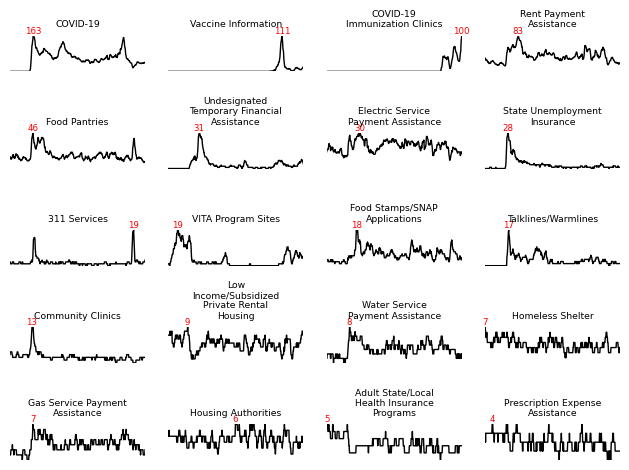 COVID-19
163
Vaccine Information
111
COVID-19
Immunization Clinics
100
Rent Payment
Assistance
83
Food Pantries
46
Undesignated
Temporary Financial
Assistance
31
Electric Service
Payment Assistance
30
State Unemployment
Insurance
28
311 Services
19
VITA Program Sites
19
Food Stamps/SNAP
Applications
18
Talklines/Warmlines
17
Community Clinics
13
Low
Income/Subsidized
Private Rental
Housing
9
Water Service
Payment Assistance
8
Homeless Shelter
7
Gas Service Payment
Assistance
7
Housing Authorities
6
Adult State/Local
Health Insurance
Programs
5
Prescription Expense
Assistance
4